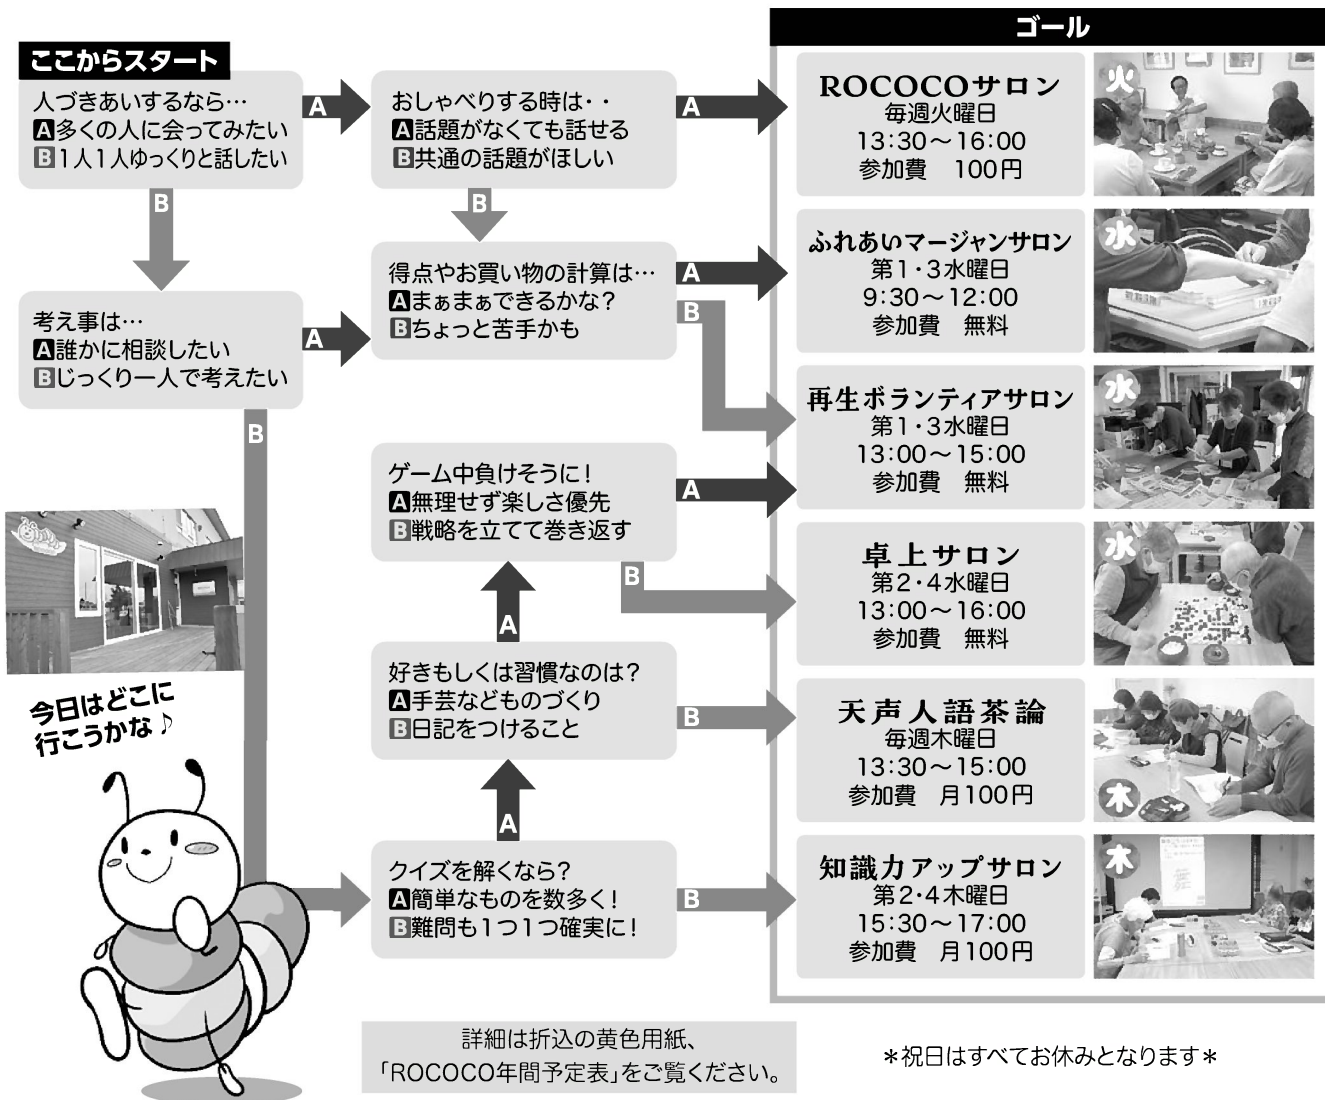 ここからスタート
人づきあいするなら…
A多くの人に会ってみたい
B1人1人ゆっくりと話したい
A
B
おしゃべりする時は・・
A話題がなくても話せる
B共通の話題がほしい
A
B
考え事は…
A誰かに相談したい
Bじっくり一人で考えたい
A
B
得点やお買い物の計算は…
Aまぁまぁできるかな?
Bちょっと苦手かも
A
B
ゲーム中負けそうに!
A無理せず楽しさ優先
B戦略を立てて巻き返す
A
B
A
好きもしくは習慣なのは?
A手芸などものづくり
B日記をつけること
B
A
クイズを解くなら?
A簡単なものを数多く!
B難問も1つ1つ確実に!
B
今日はどこに
行こうかな♪
ゴール
ROCOCOサロン
毎週火曜日
13:30〜16:00
参加費 100円
火
ふれあいマージャンサロン
第1・3水曜日
9:30〜12:00
参加費 無料
水
再生ボランティアサロン
第1・3水曜日
13:00〜15:00
参加費 無料
水
卓上サロン
第2・4水曜日
13:00〜16:00
参加費 無料
水
天声人語茶論
毎週木曜日
13:30〜15:00
参加費 月100円
木
知識力アップサロン
第2・4木曜日
15:30〜17:00
参加費 月100円
木
詳細は折込の黄色用紙、
「ROCOCO年間予定表」をご覧ください。
＊祝日はすべてお休みとなります＊